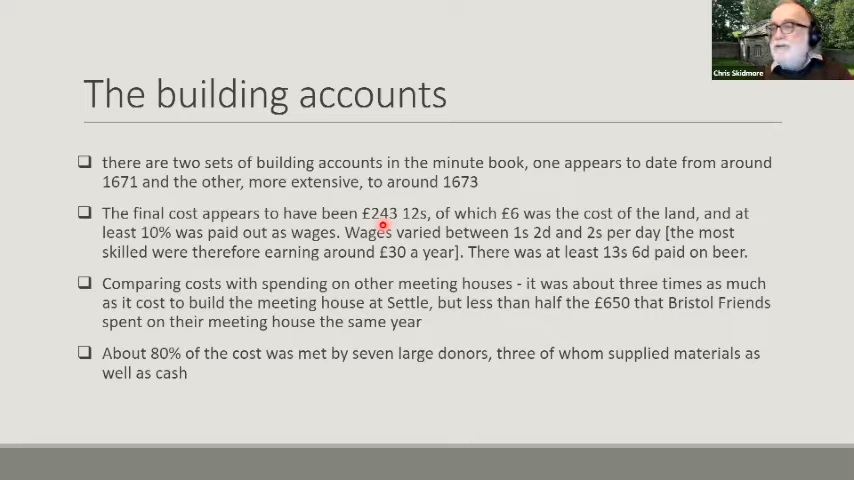 Chris Skidmore
The building accounts
there are two sets of building accounts in the minute book, one appears to date from around
1671 and the other, more extensive, to around 1673
The final cost appears to have been £243 12s, of which £6 was the cost of the land, and at
least 10% was paid out as wages. Wages varied between 1s 2d and 2s per day [the most
skilled were therefore earning around £30 a year]. There was at least 13s 6d paid on beer.
Comparing costs with spending on other meeting houses - it was about three times as much
as it cost to build the meeting house at Settle, but less than half the £650 that Bristol Friends
spent on their meeting house the same year
About 80% of the cost was met by seven large donors, three of whom supplied materials as
well as cash